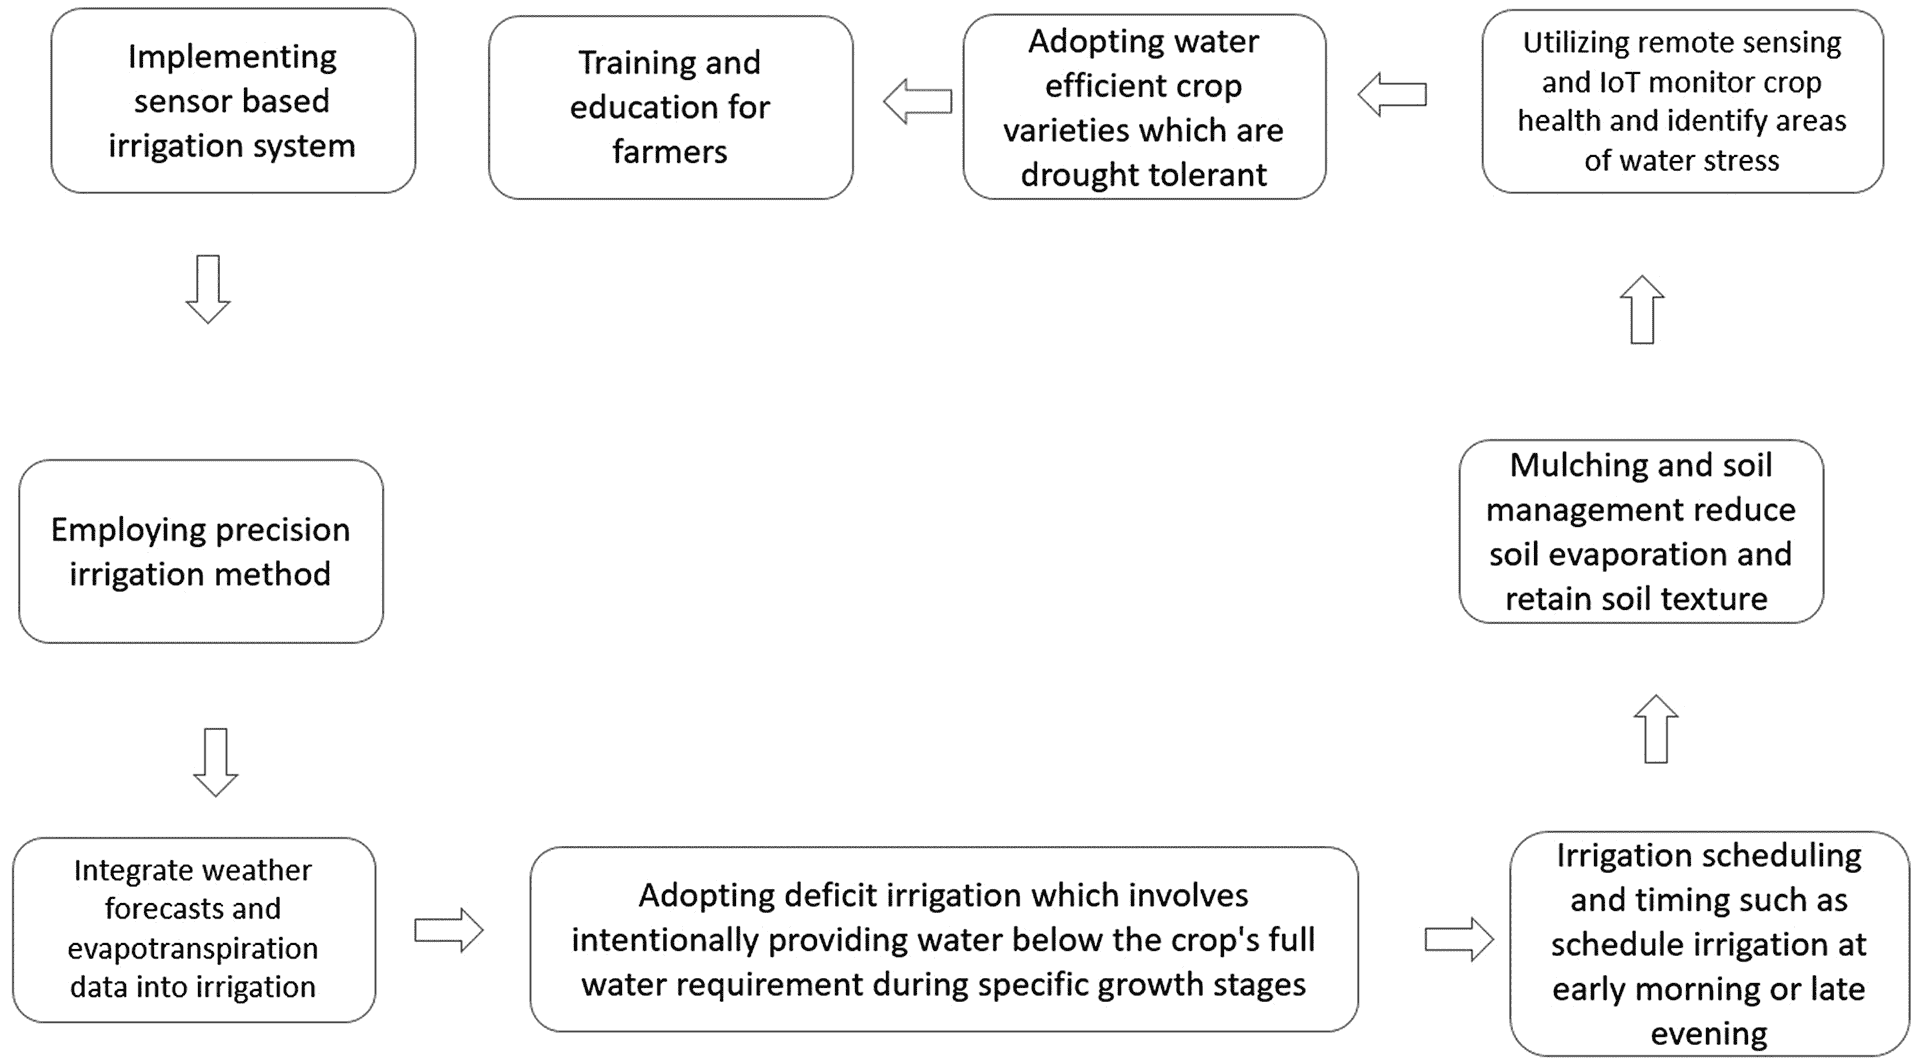 Implementing
sensor based
irrigation system
Training and
education for
farmers
Adopting water
efficient crop
varieties which are
drought tolerant
Utilizing remote sensing
and IoT monitor crop
health and identify areas
of water stress
Employing precision
irrigation method
Mulching and soil
management reduce
soil evaporation and
retain soil texture
Integrate weather
forecasts and
evapotranspiration
data into irrigation
Adopting deficit irrigation which involves
intentionally providing water below the crop's full
water requirement during specific growth stages
Irrigation scheduling
and timing such as
schedule irrigation at
early morning or late
evening